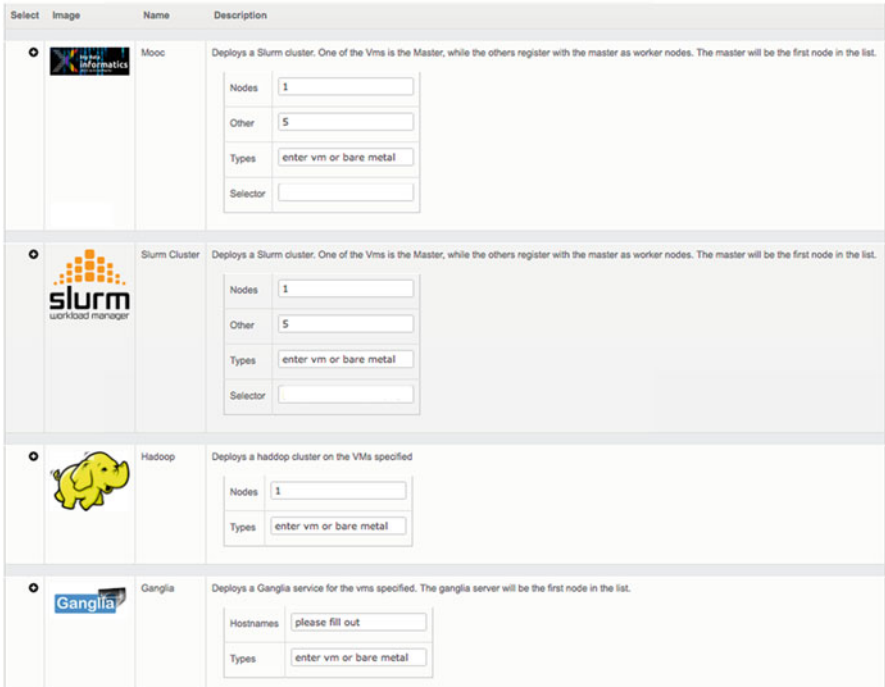 Select Image Name Description
big data
informatics
Mooc
Deploys a Slurm cluster. One of the Vms is the Master, while the others register with the master as worker nodes. The master will be the first node in the list.
Nodes 1
Other 5
Types enter vm or bare metal
Selector
slurm
workload manager
Slurm Cluster
Deploys a Slurm cluster. One of the Vms is the Master, while the others register with the master as worker nodes. The master will be the first node in the list.
Nodes 1
Other 5
Types enter vm or bare metal
Selector
Hadoop
Deploys a haddop cluster on the VMs specified
Nodes 1
Types enter vm or bare metal
Ganglia
Ganglia
Deploys a Ganglia service for the vms specified. The ganglia server will be the first node in the list.
Hostnames please fill out
Types enter vm or bare metal